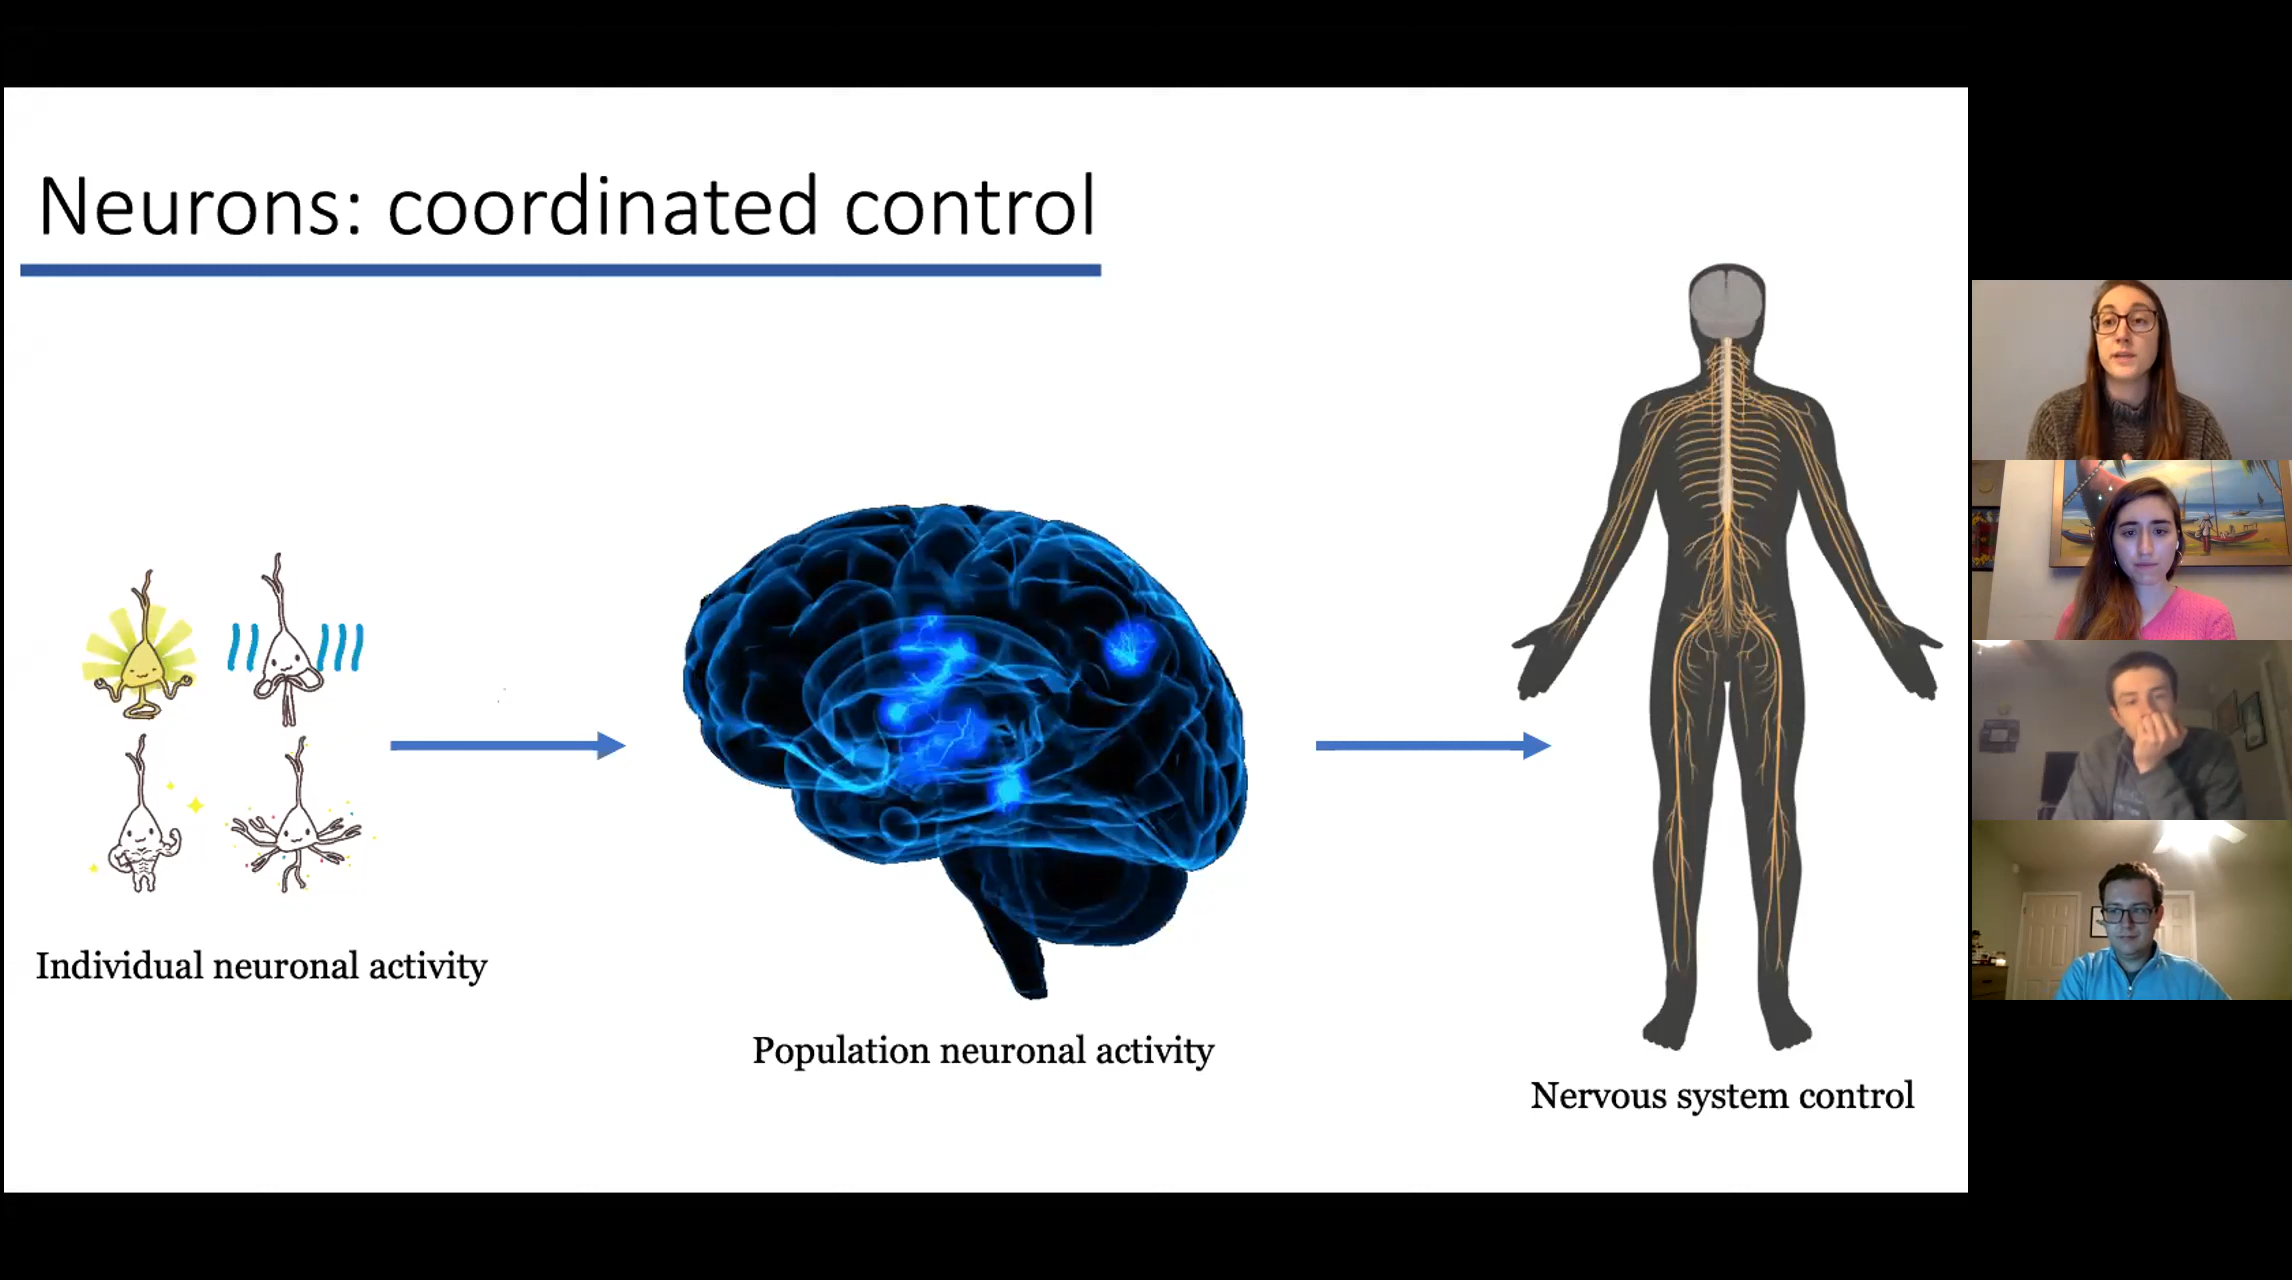 Neurons: coordinated control
Individual neuronal activity
Population neuronal activity
Nervous system control